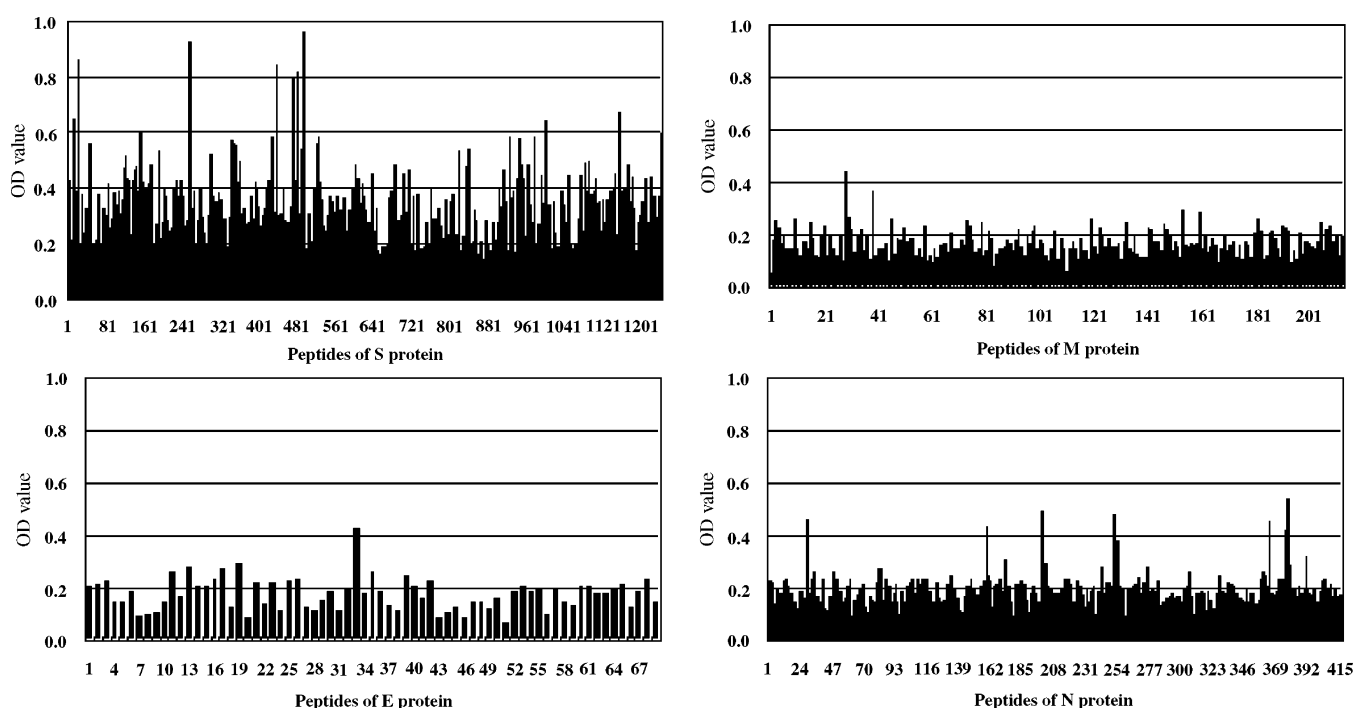 1.0
0.8
0.6
0.4
0.2
0.0
OD value
1 81 161 241 321 401 481 561 641 721 801 881 961 1041 1121 1201
Peptides of S protein
1.0
0.8
0.6
0.4
0.2
0.0
OD value
1 21 41 61 81 101 121 141 161 181 201
Peptides of M protein
1.0
0.8
0.6
0.4
0.2
0.0
OD value
1 4 7 10 13 16 19 22 25 28 31 34 37 40 43 46 49 52 55 58 61 64 67
Peptides of E protein
1.0
0.8
0.6
0.4
0.2
0.0
OD value
1 24 47 70 93 116 139 162 185 208 231 254 277 300 323 346 369 392 415
Peptides of N protein